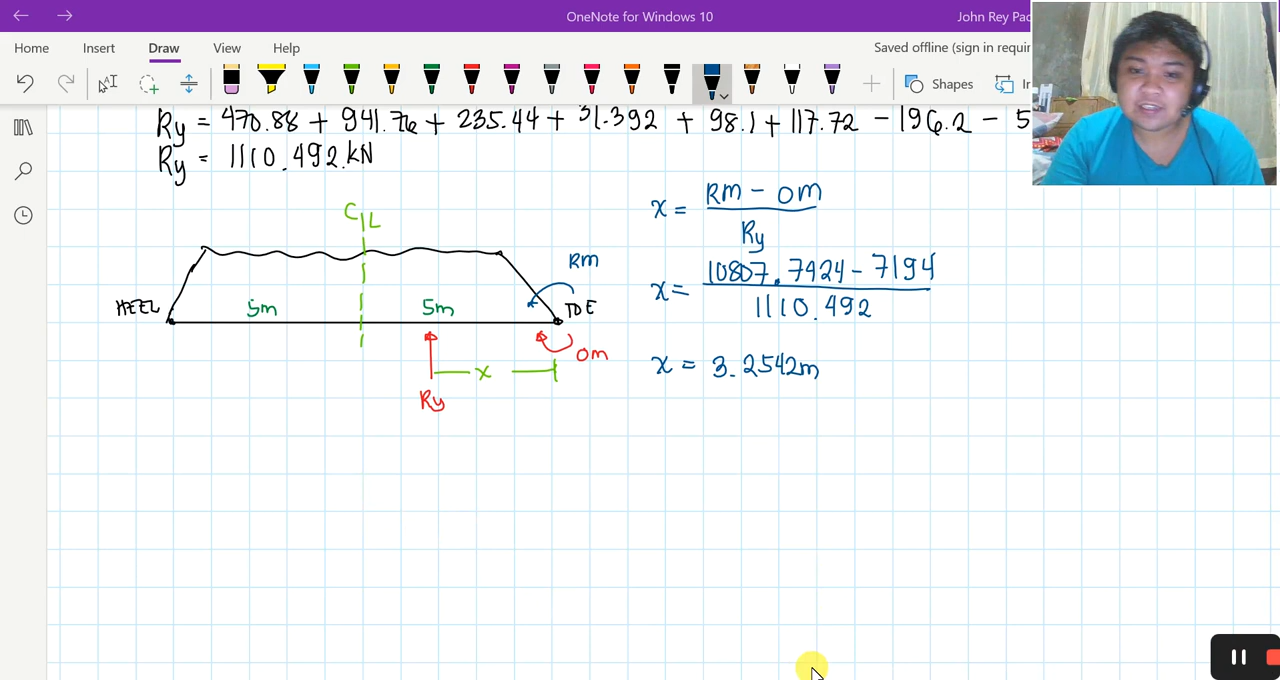 OneNote for Windows 10
John Rey Pac
Home Insert Draw View Help
Saved offline (sign in requir
Shapes In
Ry = 470.88 + 941.76 + 235.44 + 31.392 + 98.1 + 117.72 - 196.2 - 5
Ry = 1110.492 kN
CL
HEEL 5m 5m TOE
RM
OM
x
Ry
x = RM - OM
Ry
x = 10807.7424 - 7194
1110.492
x = 3.2542m